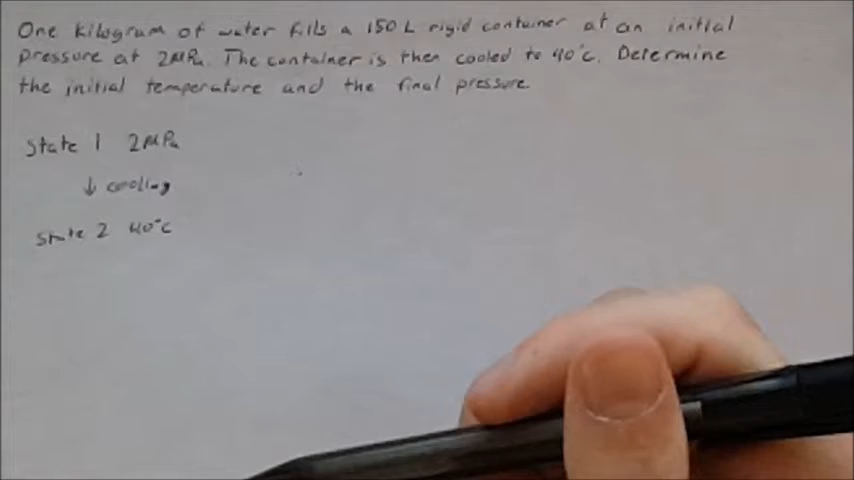 One kilogram of water fills a 150 L rigid container at an initial
pressure of 2MPa. The container is then cooled to 40°C. Determine
the initial temperature and the final pressure.
State 1 2MPa
↓ cooling
State 2 40°C